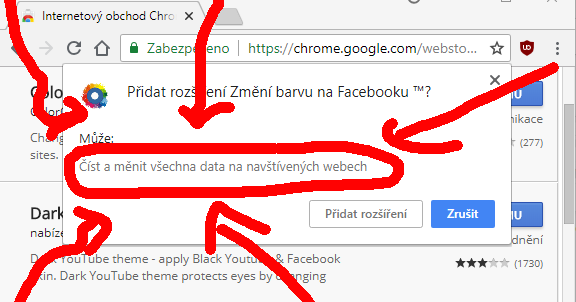 Internetový obchod Chro
Zabezpečeno
https://chrome.google.com/websto...
Přidat rozšíření Změní barvu na Facebooku ™?
Může:
Číst a měnit všechna data na navštívených webech
Přidat rozšíření
Zrušit
Color
Chang
sites.
nikace
(277)
Dark
nabíze
MU
dnění
Dark YouTube theme - apply Black Youtube & Facebook
skin. Dark YouTube theme protects eyes by changing
(1730)